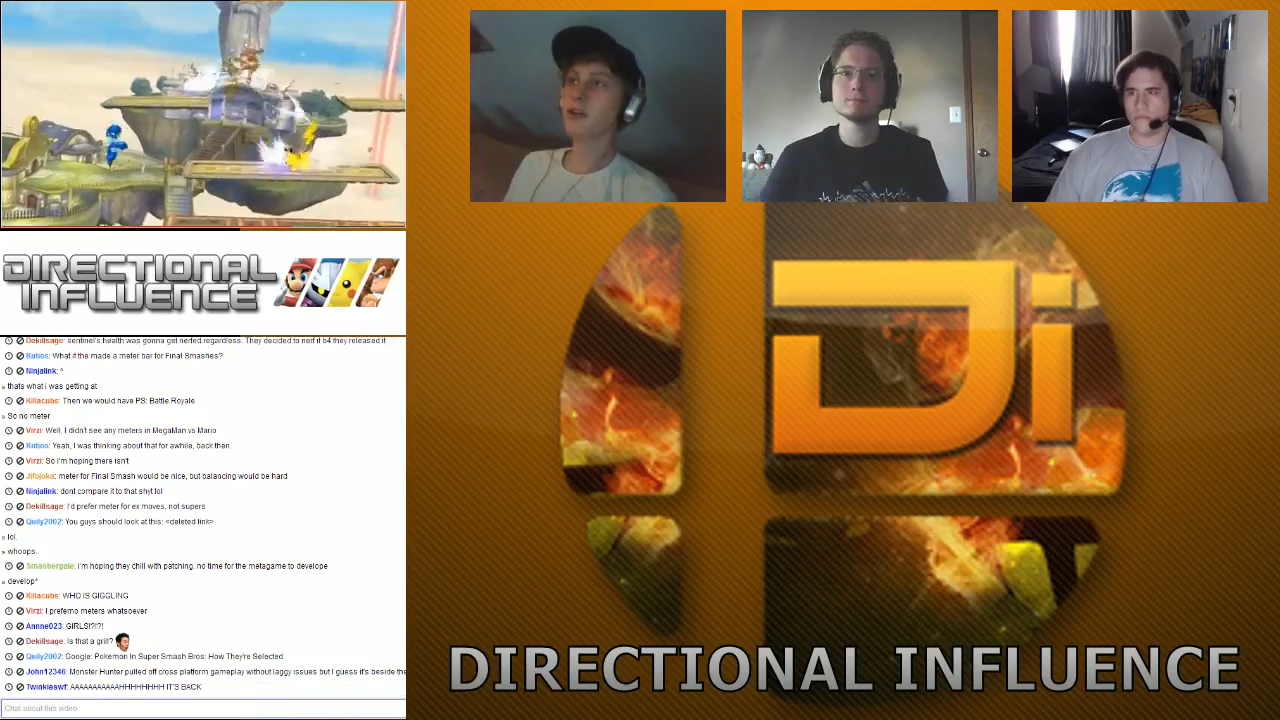 DIRECTIONAL
INFLUENCE
Dekillsage: sentinel's health was gonna get nerfed regardless. They decided to nerf it b4 they released it
Kutios: What if the made a meter bar for Final Smashes?
Ninjalink: ^
» thats what i was getting at
Killacubs: Then we would have PS: Battle Royale
» So no meter
Virzi: Well, I didn't see any meters in MegaMan vs Mario
Kutios: Yeah, I was thinking about that for awhile, back then.
Virzi: So I'm hoping there isn't
Jifojoka: meter for Final Smash would be nice, but balancing would be hard
Ninjalink: dont compare it to that shyt lol
Dekillsage: I'd prefer meter for ex moves, not supers
Quily2002: You guys should look at this: <deleted link>
» lol.
» whoops.
Smashergale: i'm hoping they chill with patching. no time for the metagame to develope
» develop*
Killacubs: WHO IS GIGGLING
Virzi: I preferno meters whatsoever
Annne023: GIRLS!?!?!
Dekillsage: Is that a grill?
Quily2002: Google: Pokemon In Super Smash Bros: How They're Selected
John12346: Monster Hunter pulled off cross platform gameplay without laggy issues but I guess it's beside the
Twinkieswf: AAAAAAAAAAAHHHHHHHH IT'S BACK
Chat about this video
Di
DIRECTIONAL INFLUENCE